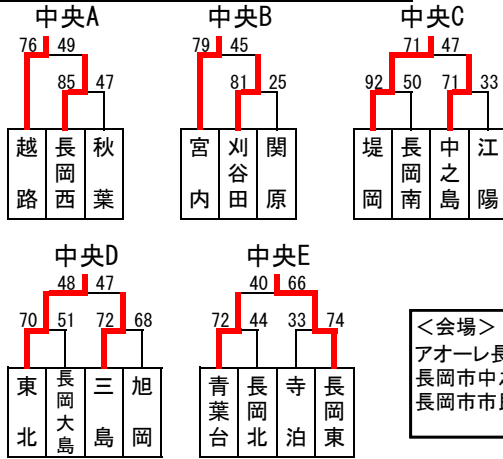 中央A
76 49
85 47
越路 長岡西 秋葉
中央B
79 45
81 25
宮内 刈谷田 関原
中央C
71 47
92 50 71 33
堤岡 長岡南 中之島 江陽
中央D
48 47
70 51 72 68
東北 長岡大島 三島 旭岡
中央E
40 66
72 44 33 74
青葉台 長岡北 寺泊 長岡東
＜会場＞
アオーレ長
長岡市中
長岡市市